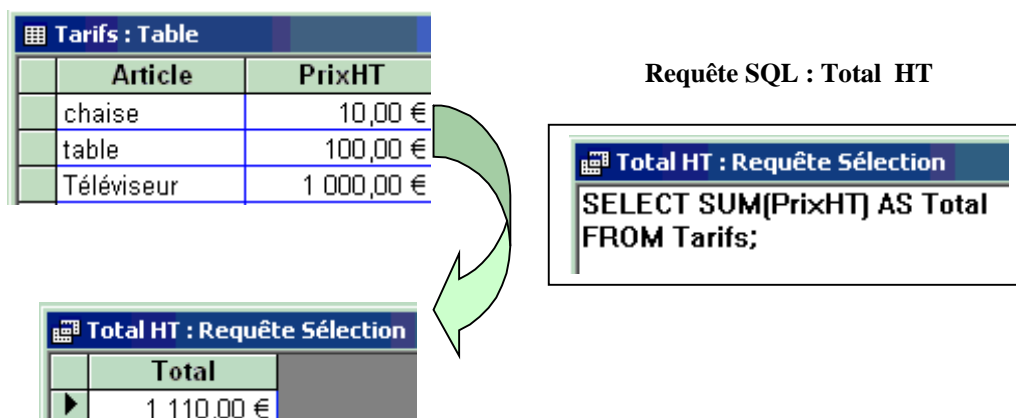 Tarifs : Table
Article PrixHT
chaise 10,00 €
table 100,00 €
Téléviseur 1 000,00 €
Requête SQL : Total HT
Total HT : Requête Sélection
SELECT SUM(PrixHT) AS Total
FROM Tarifs;
Total HT : Requête Sélection
Total
1 110,00 €